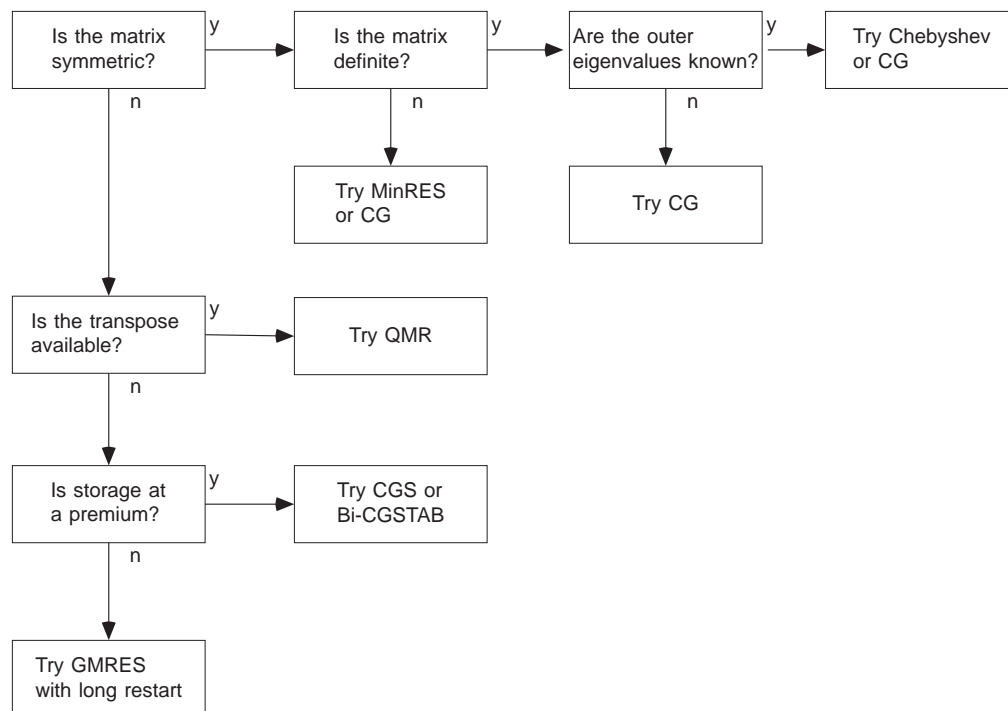 Is the matrix
symmetric?
y
Is the matrix
definite?
y
Are the outer
eigenvalues known?
y
Try Chebyshev
or CG
n
n
n
Try MinRES
or CG
Try CG
Is the transpose
available?
y
Try QMR
n
Is storage at
a premium?
y
Try CGS or
Bi-CGSTAB
n
Try GMRES
with long restart